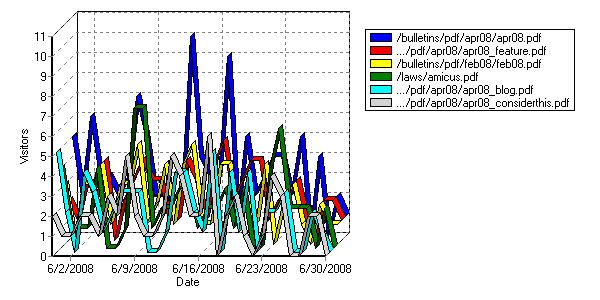 11
10
9
8
7
6
5
4
3
2
1
0
Visitors
6/2/2008
6/9/2008
6/16/2008
6/23/2008
6/30/2008
Date
/bulletins/pdf/apr08/apr08.pdf
.../pdf/apr08/apr08_feature.pdf
/bulletins/pdf/feb08/feb08.pdf
/laws/amicus.pdf
.../pdf/apr08/apr08_blog.pdf
.../pdf/apr08/apr08_considerthis.pdf